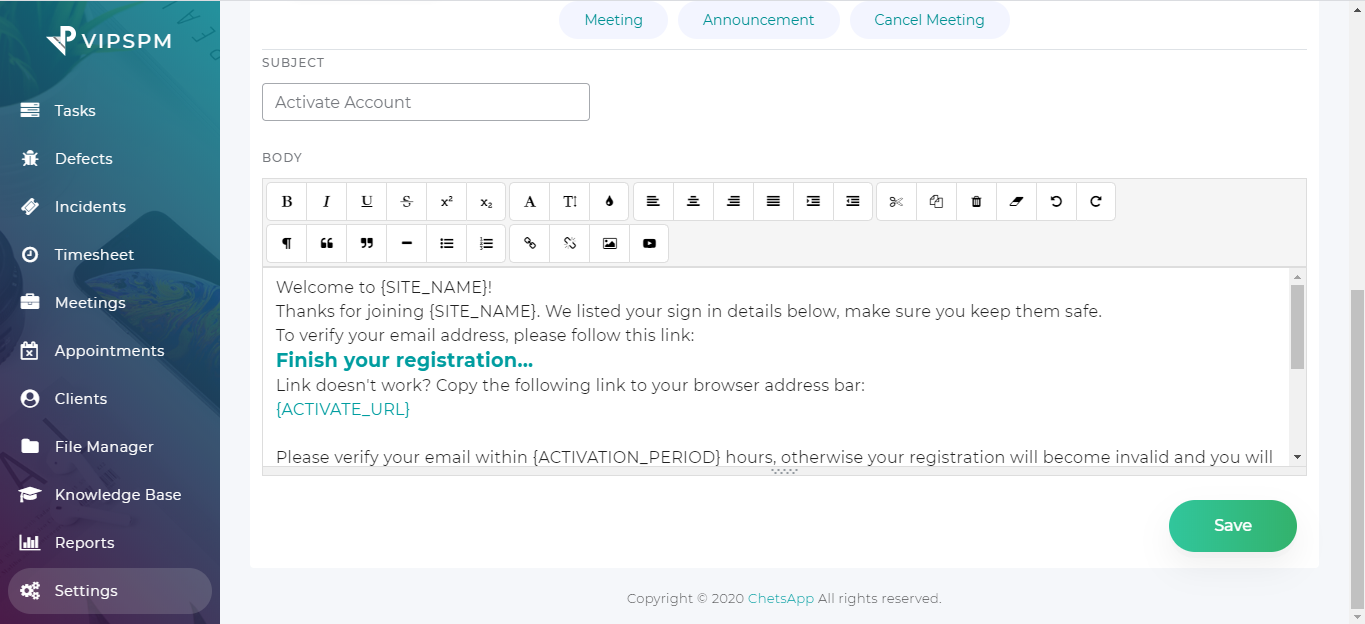 VIPSPM
Tasks
Defects
Incidents
Timesheet
Meetings
Appointments
Clients
File Manager
Knowledge Base
Reports
Settings
Meeting Announcement Cancel Meeting
SUBJECT
Activate Account
BODY
B I U S x² x₂ A T
Welcome to {SITE_NAME}!
Thanks for joining {SITE_NAME}. We listed your sign in details below, make sure you keep them safe.
To verify your email address, please follow this link:
Finish your registration...
Link doesn't work? Copy the following link to your browser address bar:
{ACTIVATE_URL}
Please verify your email within {ACTIVATION_PERIOD} hours, otherwise your registration will become invalid and you will
Save
Copyright © 2020 ChetsApp All rights reserved.